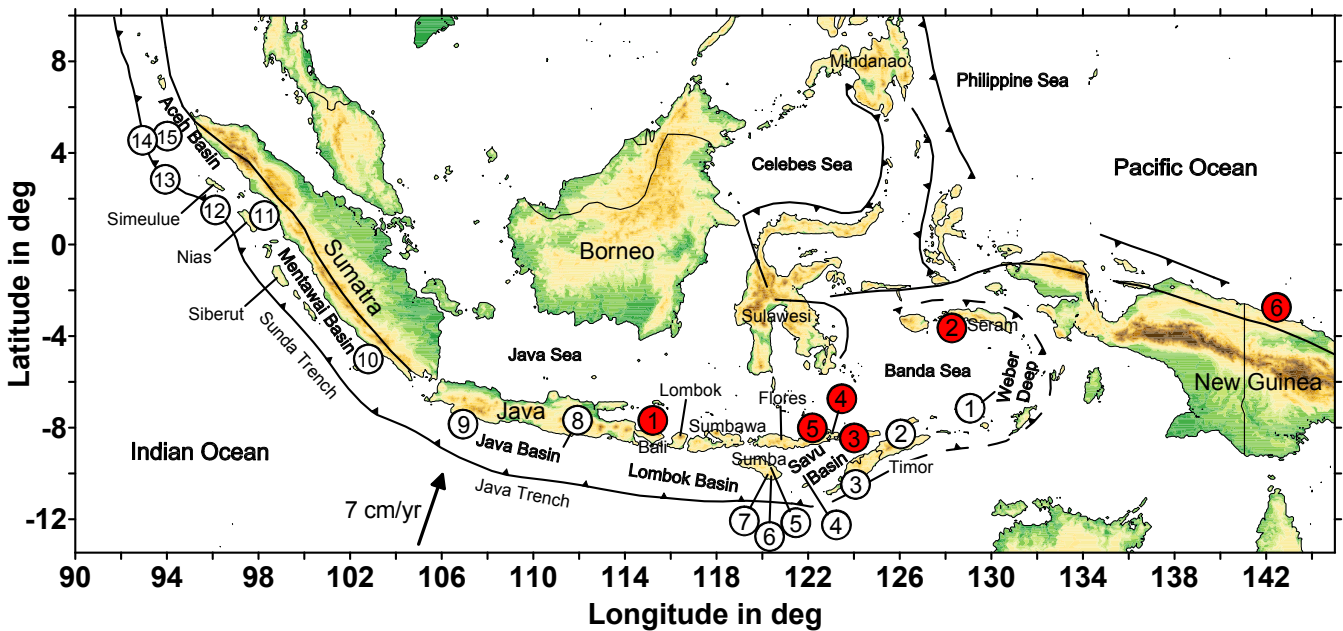 8
4
0
-4
-8
-12
Latitude in deg
Mindanao
Philippine Sea
Aceh Basin
14
15
13
12
11
Simeulue
Nias
Siberut
Celebes Sea
Pacific Ocean
Borneo
Sumatra
Mentawai Basin
Sunda Trench
10
Sulawesi
2
Seram
6
Java Sea
Banda Sea
Weber
Deep
New Guinea
Lombok
Flores
4
1
9
Java
8
1
Bali
Sumbawa
5
3
2
Indian Ocean
Java Basin
Lombok Basin
Sumba
Savu
Basin
Timor
3
Java Trench
7 cm/yr
7
6
5
4
90
94
98
102
106
110
114
118
122
126
130
134
138
142
Longitude in deg